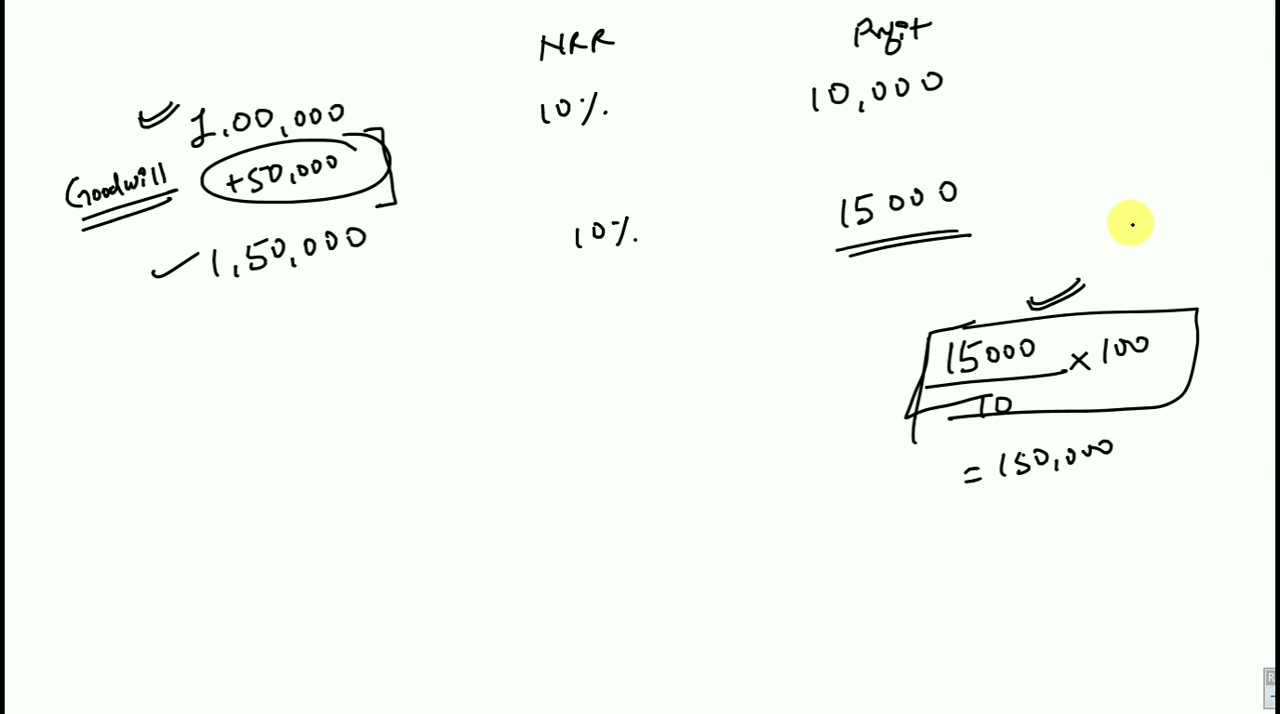 NRR Profit
1,00,000 10% 10,000
Goodwill +50,000
1,50,000 10% 15000
15000 × 100
10
= 150,000
R